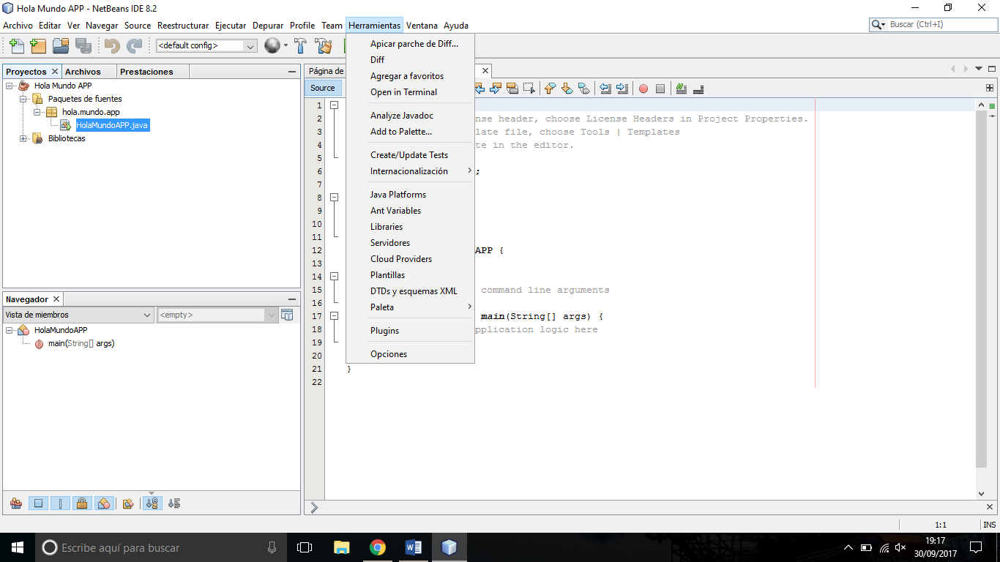 Hola Mundo APP - NetBeans IDE 8.2
Archivo Editar Ver Navegar Source Reestructurar Ejecutar Depurar Profile Team Herramientas Ventana Ayuda
Buscar (Ctrl+I)
<default config>
Proyectos Archivos Prestaciones
Hola Mundo APP
Paquetes de fuentes
hola.mundo.app
HolaMundoAPP.java
Bibliotecas
Navegador
Vista de miembros
<empty>
HolaMundoAPP
main(String[] args)
Apicar parche de Diff...
Diff
Agregar a favoritos
Open in Terminal
Analyze Javadoc
Add to Palette...
Create/Update Tests
Internacionalización
Java Platforms
Ant Variables
Libraries
Servidores
Cloud Providers
Plantillas
DTDs y esquemas XML
Paleta
Plugins
Opciones
Página de
Source
1
2 nse header, choose License Headers in Project Properties.
3 late file, choose Tools | Templates
4 te in the editor.
5
6 ;
7
8
9
10
11
12 APP {
13
14
15 command line arguments
16
17 main(String[] args) {
18 pplication logic here
19
20
21 }
22
1:1 INS
Escribe aquí para buscar
19:17
30/09/2017